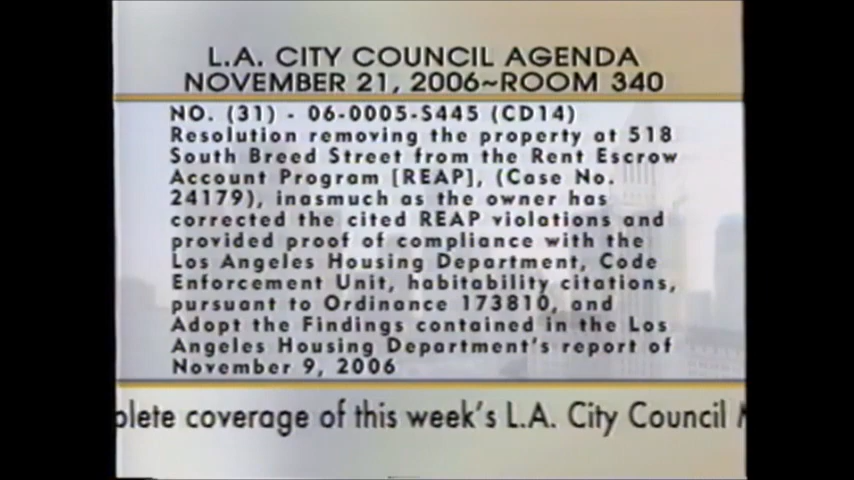 L.A. CITY COUNCIL AGENDA
NOVEMBER 21, 2006~ROOM 340
NO. (31) - 06-0005-S445 (CD14)
Resolution removing the property at 518
South Breed Street from the Rent Escrow
Account Program [REAP], (Case No.
24179), inasmuch as the owner has
corrected the cited REAP violations and
provided proof of compliance with the
Los Angeles Housing Department, Code
Enforcement Unit, habitability citations,
pursuant to Ordinance 173810, and
Adopt the Findings contained in the Los
Angeles Housing Department's report of
November 9, 2006
plete coverage of this week's L.A. City Council